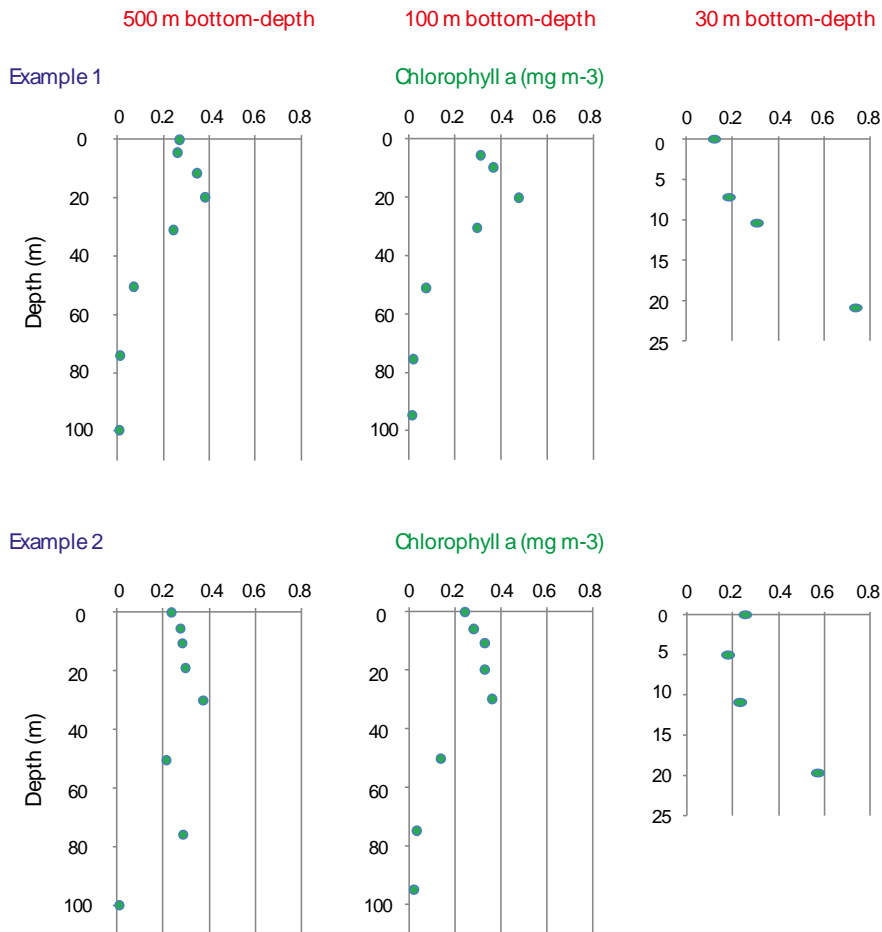 500 m bottom-depth 100 m bottom-depth 30 m bottom-depth
Example 1 Chlorophyll a (mg m-3)
0 0.2 0.4 0.6 0.8 0 0.2 0.4 0.6 0.8 0 0.2 0.4 0.6 0.8
0 0 0
20 20 5
40 40 10
60 60 15
80 80 20
100 100 25
Depth (m)
Example 2 Chlorophyll a (mg m-3)
0 0.2 0.4 0.6 0.8 0 0.2 0.4 0.6 0.8 0 0.2 0.4 0.6 0.8
0 0 0
20 20 5
40 40 10
60 60 15
80 80 20
100 100 25
Depth (m)